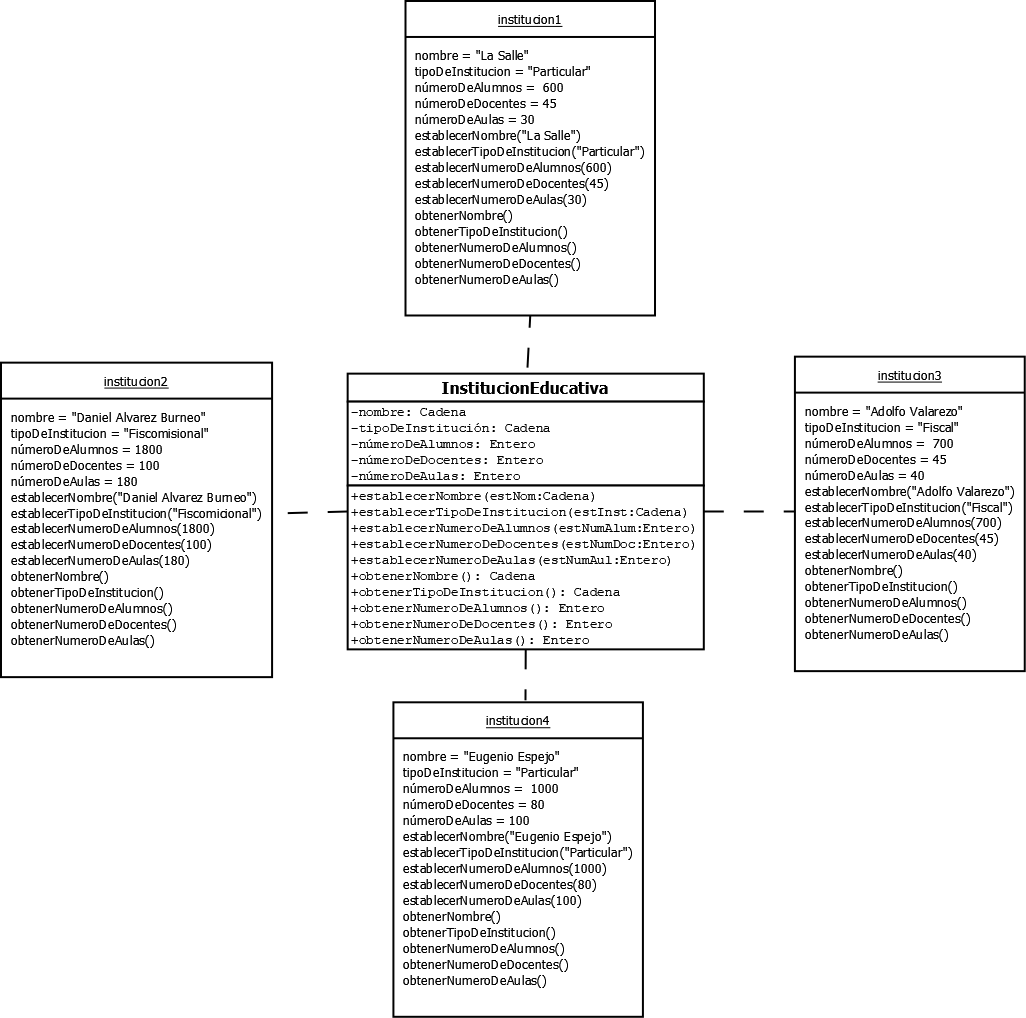 institucion1
nombre = "La Salle"
tipoDeInstitucion = "Particular"
númeroDeAlumnos =  600
númeroDeDocentes = 45
númeroDeAulas = 30
establecerNombre("La Salle")
establecerTipoDeInstitucion("Particular")
establecerNumeroDeAlumnos(600)
establecerNumeroDeDocentes(45)
establecerNumeroDeAulas(30)
obtenerNombre()
obtenerTipoDeInstitucion()
obtenerNumeroDeAlumnos()
obtenerNumeroDeDocentes()
obtenerNumeroDeAulas()
institucion2
nombre = "Daniel Alvarez Burneo"
tipoDeInstitucion = "Fiscomisional"
númeroDeAlumnos = 1800
númeroDeDocentes = 100
númeroDeAulas = 180
establecerNombre("Daniel Alvarez Burneo")
establecerTipoDeInstitucion("Fiscomicional")
establecerNumeroDeAlumnos(1800)
establecerNumeroDeDocentes(100)
establecerNumeroDeAulas(180)
obtenerNombre()
obtenerTipoDeInstitucion()
obtenerNumeroDeAlumnos()
obtenerNumeroDeDocentes()
obtenerNumeroDeAulas()
InstitucionEducativa
-nombre: Cadena
-tipoDeInstitución: Cadena
-númeroDeAlumnos: Entero
-númeroDeDocentes: Entero
-númeroDeAulas: Entero
+establecerNombre(estNom:Cadena)
+establecerTipoDeInstitucion(estInst:Cadena)
+establecerNumeroDeAlumnos(estNumAlum:Entero)
+establecerNumeroDeDocentes(estNumDoc:Entero)
+establecerNumeroDeAulas(estNumAul:Entero)
+obtenerNombre(): Cadena
+obtenerTipoDeInstitucion(): Cadena
+obtenerNumeroDeAlumnos(): Entero
+obtenerNumeroDeDocentes(): Entero
+obtenerNumeroDeAulas(): Entero
institucion3
nombre = "Adolfo Valarezo"
tipoDeInstitucion = "Fiscal"
númeroDeAlumnos =  700
númeroDeDocentes = 45
númeroDeAulas = 40
establecerNombre("Adolfo Valarezo")
establecerTipoDeInstitucion("Fiscal")
establecerNumeroDeAlumnos(700)
establecerNumeroDeDocentes(45)
establecerNumeroDeAulas(40)
obtenerNombre()
obtenerTipoDeInstitucion()
obtenerNumeroDeAlumnos()
obtenerNumeroDeDocentes()
obtenerNumeroDeAulas()
institucion4
nombre = "Eugenio Espejo"
tipoDeInstitucion = "Particular"
númeroDeAlumnos =  1000
númeroDeDocentes = 80
númeroDeAulas = 100
establecerNombre("Eugenio Espejo")
establecerTipoDeInstitucion("Particular")
establecerNumeroDeAlumnos(1000)
establecerNumeroDeDocentes(80)
establecerNumeroDeAulas(100)
obtenerNombre()
obtenerTipoDeInstitucion()
obtenerNumeroDeAlumnos()
obtenerNumeroDeDocentes()
obtenerNumeroDeAulas()